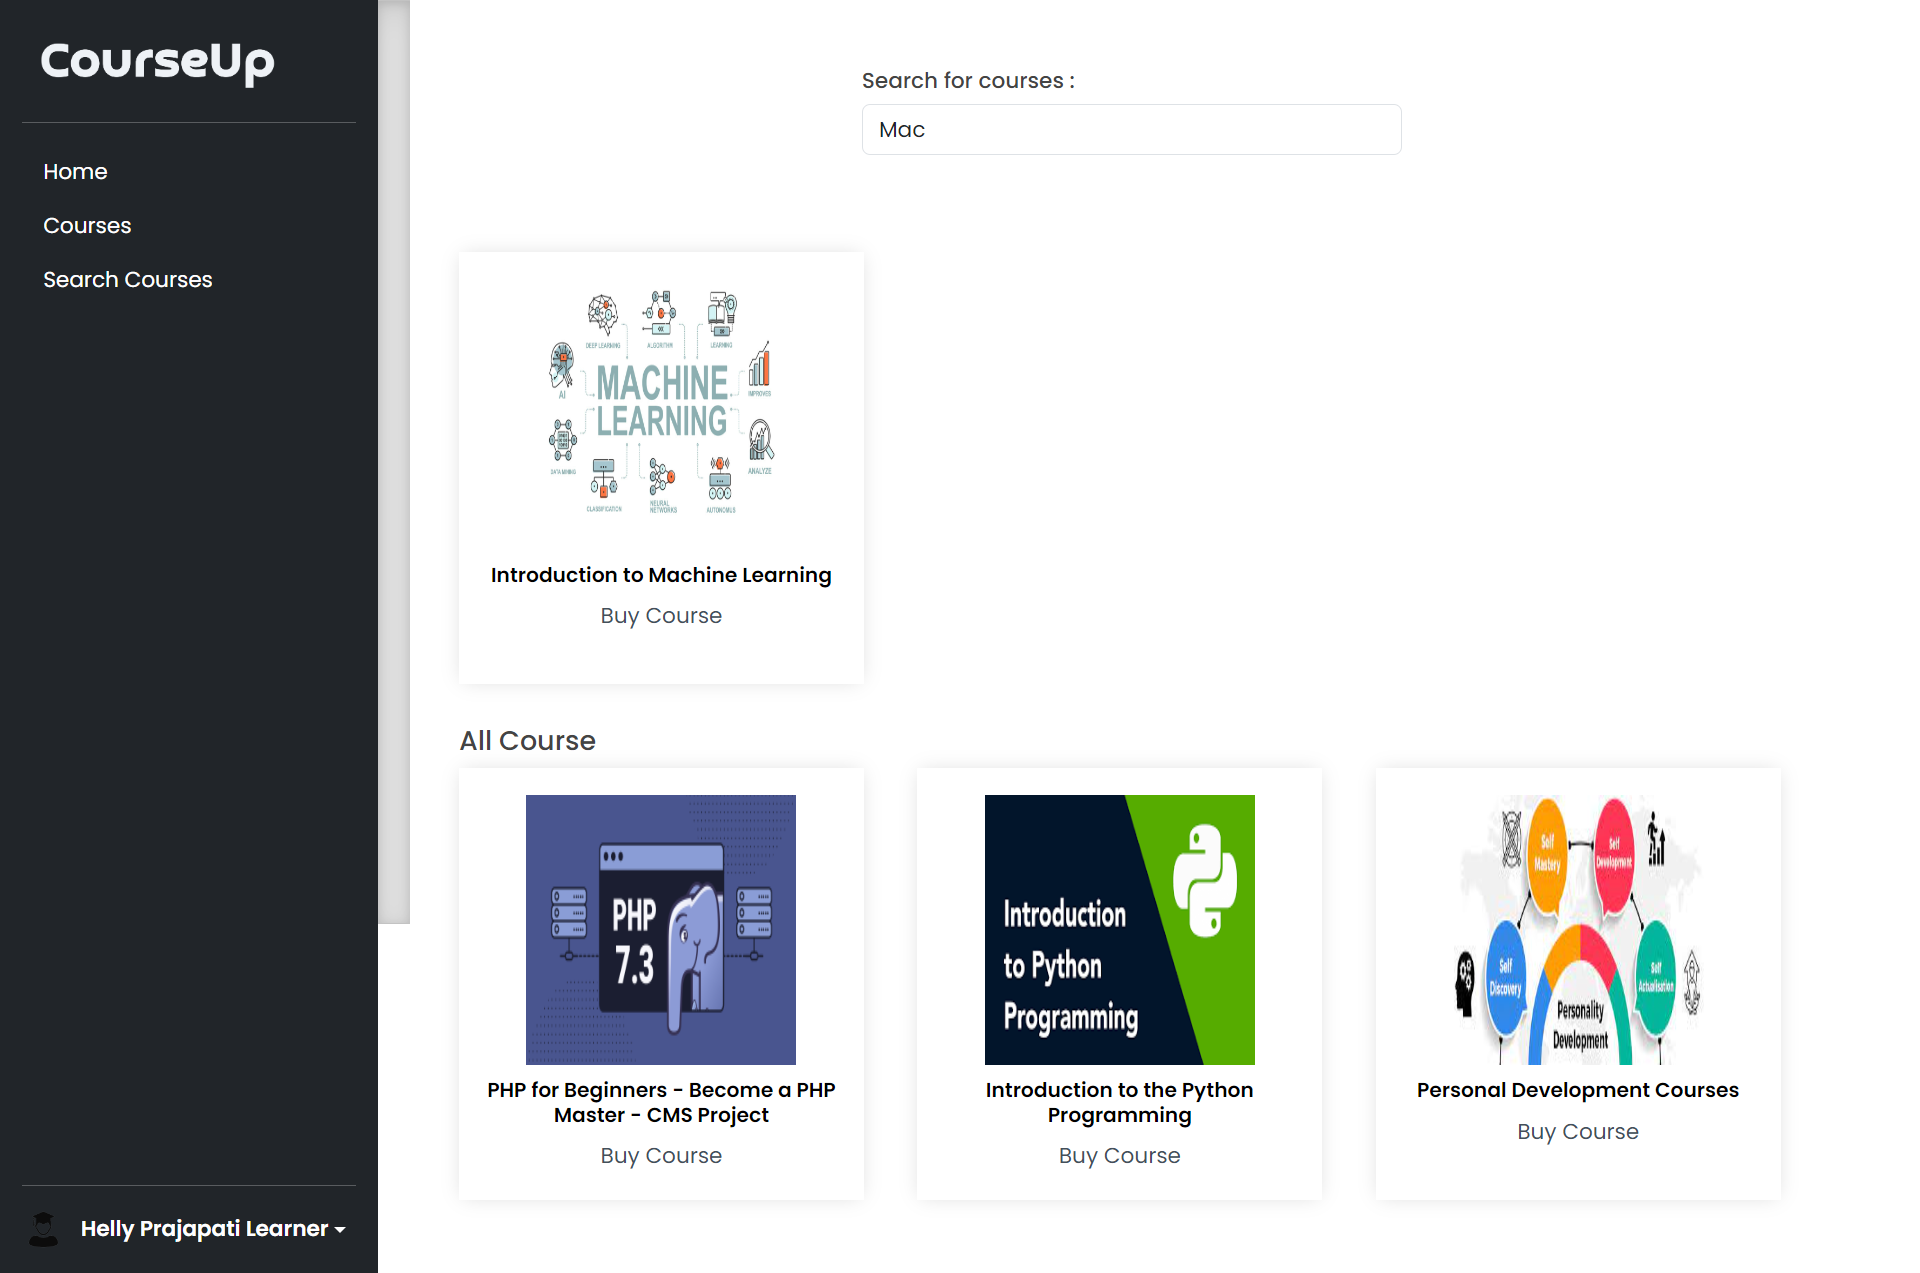 CourseUp
Home
Courses
Search Courses
Helly Prajapati Learner
Search for courses :
Mac
DEEP LEARNING
ALGORITHM
LEARNING
AI
MACHINE
LEARNING
IMPROVES
DATA MINING
ANALYZE
CLASSIFICATION
NEURAL
NETWORKS
AUTONOMUS
Introduction to Machine Learning
Buy Course
All Course
PHP
7.3
PHP for Beginners - Become a PHP
Master - CMS Project
Buy Course
Introduction
to Python
Programming
Introduction to the Python
Programming
Buy Course
Self
Mastery
Self
Development
Self
Discovery
Self
Actualisation
Personality
Development
Personal Development Courses
Buy Course